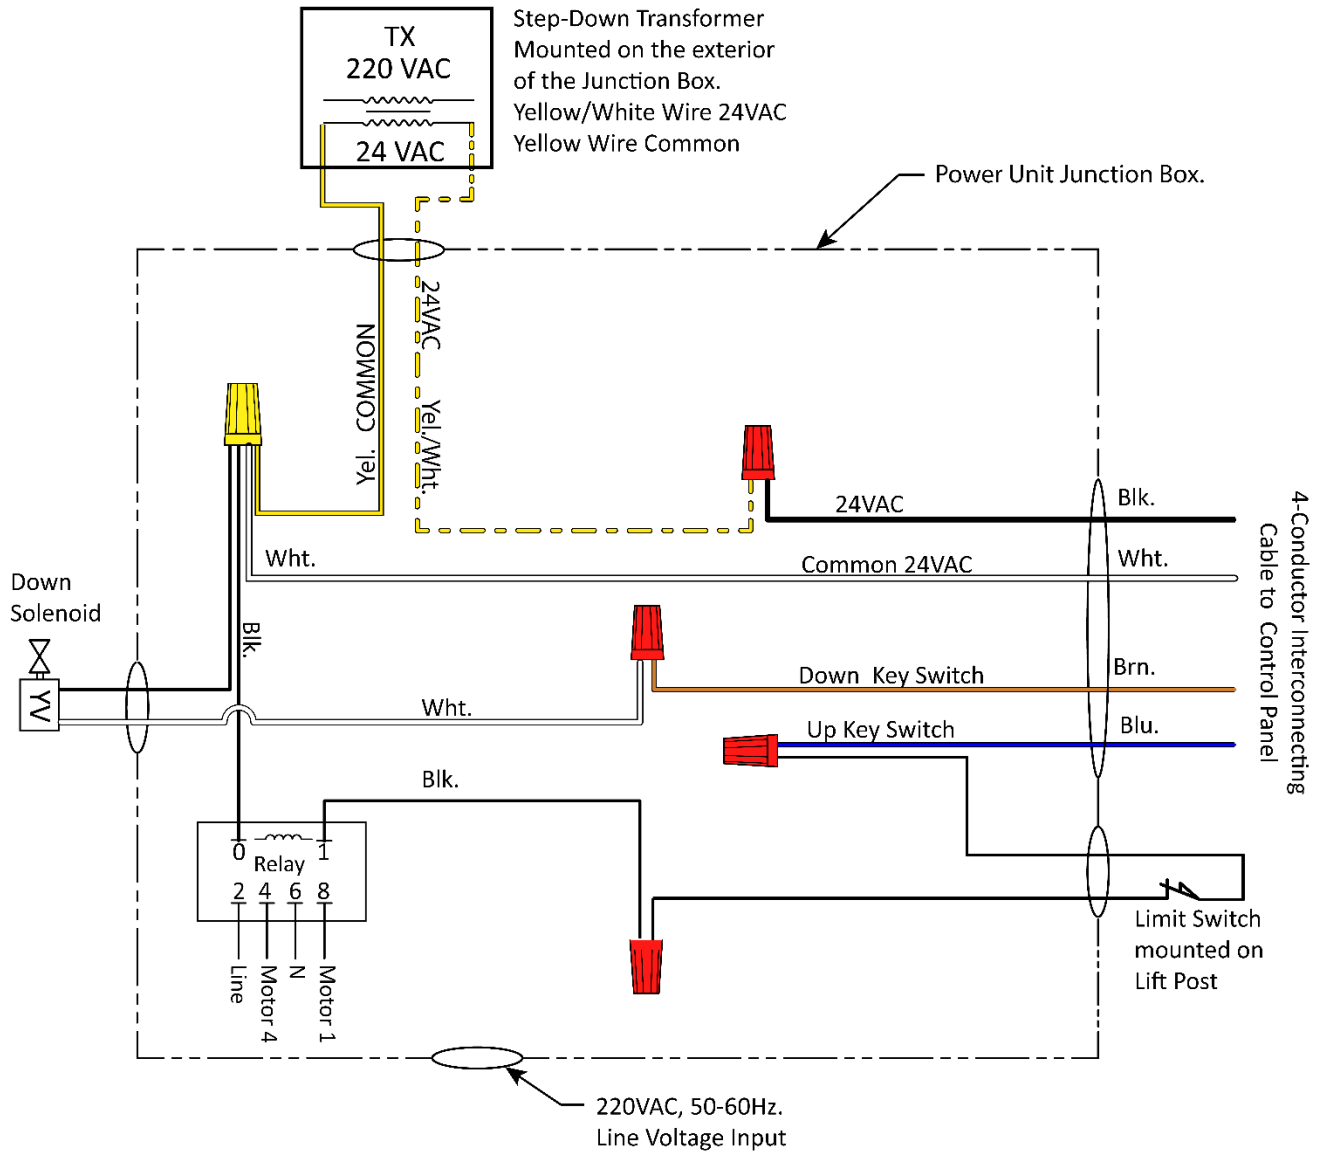 TX
220 VAC
24 VAC
Step-Down Transformer
Mounted on the exterior
of the Junction Box.
Yellow/White Wire 24VAC
Yellow Wire Common
Power Unit Junction Box.
24VAC Yel./Wht.
Yel. COMMON
24VAC
Blk.
Wht.
Common 24VAC
Wht.
4-Conductor Interconnecting
Cable to Control Panel
Down
Solenoid
YV
Blk.
Wht.
Down Key Switch
Brn.
Up Key Switch
Blu.
Blk.
0 1
Relay
2 4 6 8
Line
Motor 4
N
Motor 1
Limit Switch
mounted on
Lift Post
220VAC, 50-60Hz.
Line Voltage Input